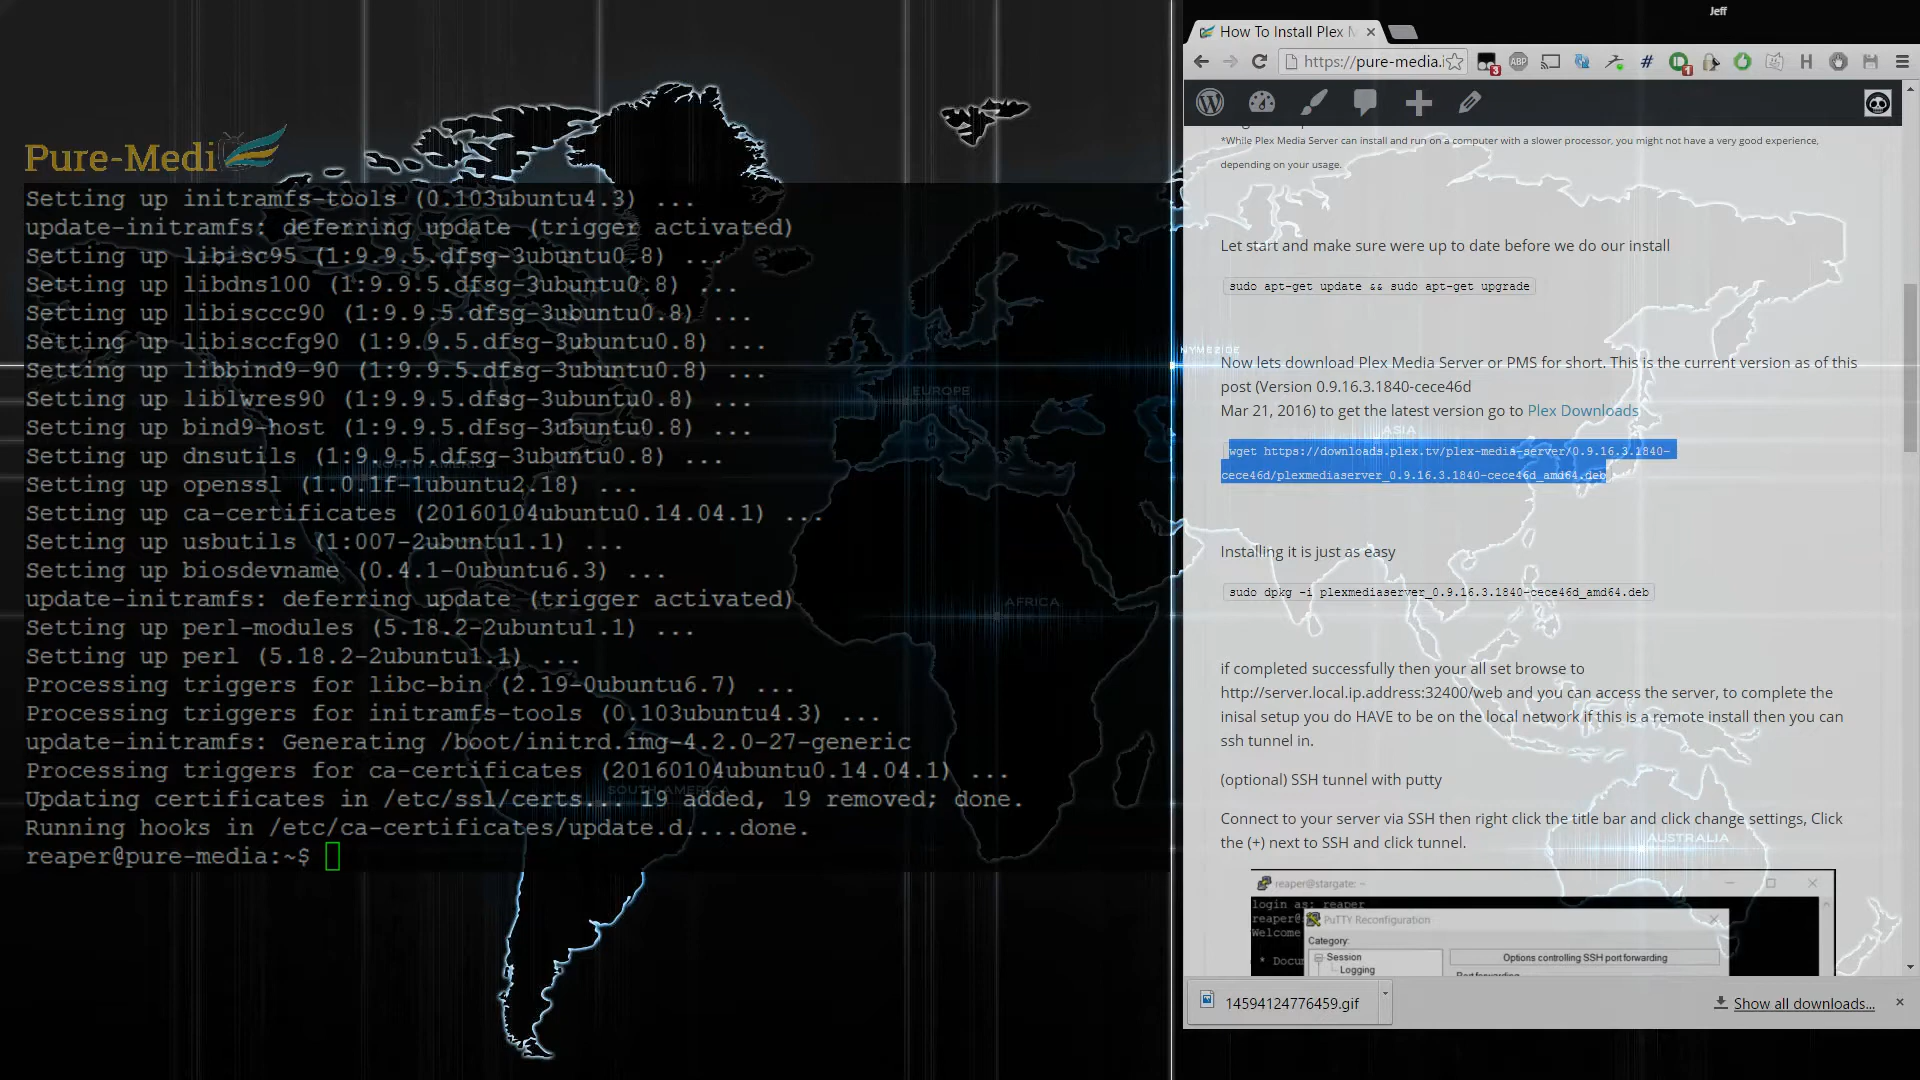 Jeff
How To Install Plex M
https://pure-media.i
3
ABP
1
*While Plex Media Server can install and run on a computer with a slower processor, you might not have a very good experience,
depending on your usage.
Pure-Medi
Setting up initramfs-tools (0.103ubuntu4.3) ...
update-initramfs: deferring update (trigger activated)
Setting up libisc95 (1:9.9.5.dfsg-3ubuntu0.8) ...
Setting up libdns100 (1:9.9.5.dfsg-3ubuntu0.8) ...
Setting up libisccc90 (1:9.9.5.dfsg-3ubuntu0.8) ...
Setting up libisccfg90 (1:9.9.5.dfsg-3ubuntu0.8) ...
Setting up libbind9-90 (1:9.9.5.dfsg-3ubuntu0.8) ...
Setting up liblwres90 (1:9.9.5.dfsg-3ubuntu0.8) ...
Setting up bind9-host (1:9.9.5.dfsg-3ubuntu0.8) ...
Setting up dnsutils (1:9.9.5.dfsg-3ubuntu0.8) ...
Setting up openssl (1.0.1f-1ubuntu2.18) ...
Setting up ca-certificates (20160104ubuntu0.14.04.1) ...
Setting up usbutils (1:007-2ubuntu1.1) ...
Setting up biosdevname (0.4.1-0ubuntu6.3) ...
update-initramfs: deferring update (trigger activated)
Setting up perl-modules (5.18.2-2ubuntu1.1) ...
Setting up perl (5.18.2-2ubuntu1.1) ...
Processing triggers for libc-bin (2.19-0ubuntu6.7) ...
Processing triggers for initramfs-tools (0.103ubuntu4.3) ...
update-initramfs: Generating /boot/initrd.img-4.2.0-27-generic
Processing triggers for ca-certificates (20160104ubuntu0.14.04.1) ...
Updating certificates in /etc/ssl/certs... 19 added, 19 removed; done.
Running hooks in /etc/ca-certificates/update.d....done.
reaper@pure-media:~$
EUROPE
NORTH AMERICA
AFRICA
SOUTH AMERICA
Let start and make sure were up to date before we do our install
sudo apt-get update && sudo apt-get upgrade
Now lets download Plex Media Server or PMS for short. This is the current version as of this
post (Version 0.9.16.3.1840-cece46d
Mar 21, 2016) to get the latest version go to Plex Downloads
ASIA
wget https://downloads.plex.tv/plex-media-server/0.9.16.3.1840-
cece46d/plexmediaserver_0.9.16.3.1840-cece46d_amd64.deb
Installing it is just as easy
sudo dpkg -i plexmediaserver_0.9.16.3.1840-cece46d_amd64.deb
if completed successfully then your all set browse to
http://server.local.ip.address:32400/web and you can access the server, to complete the
inisal setup you do HAVE to be on the local network if this is a remote install then you can
ssh tunnel in.
(optional) SSH tunnel with putty
Connect to your server via SSH then right click the title bar and click change settings, Click
the (+) next to SSH and click tunnel.
AUSTRALIA
reaper@stargate: ~
login as: reaper
reaper@
Welcome
* Docum
PuTTY Reconfiguration
Category:
Session
Logging
Options controlling SSH port forwarding
14594124776459.gif
Show all downloads...